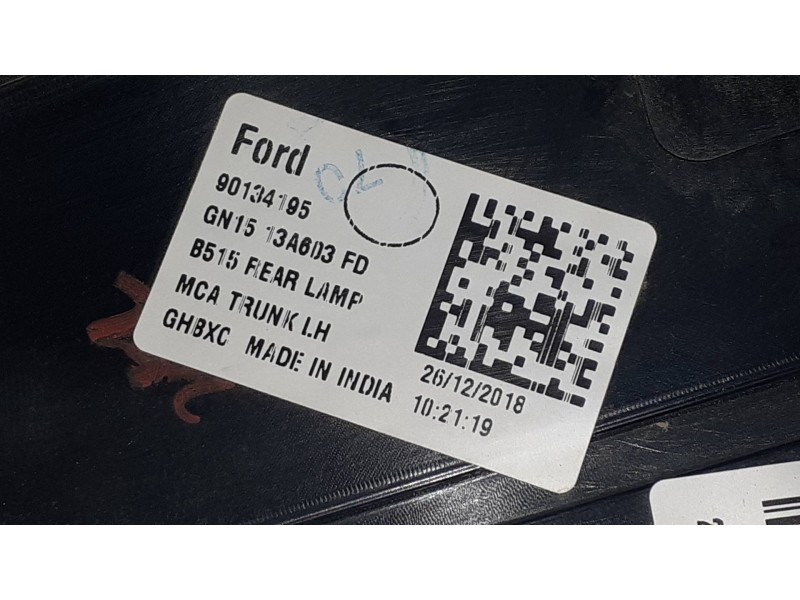 Ford
90134195
GN15 13A603 FD
B515 REAR LAMP
MCA TRUNK LH
GHBXC MADE IN INDIA
26/12/2018
10:21:19
2